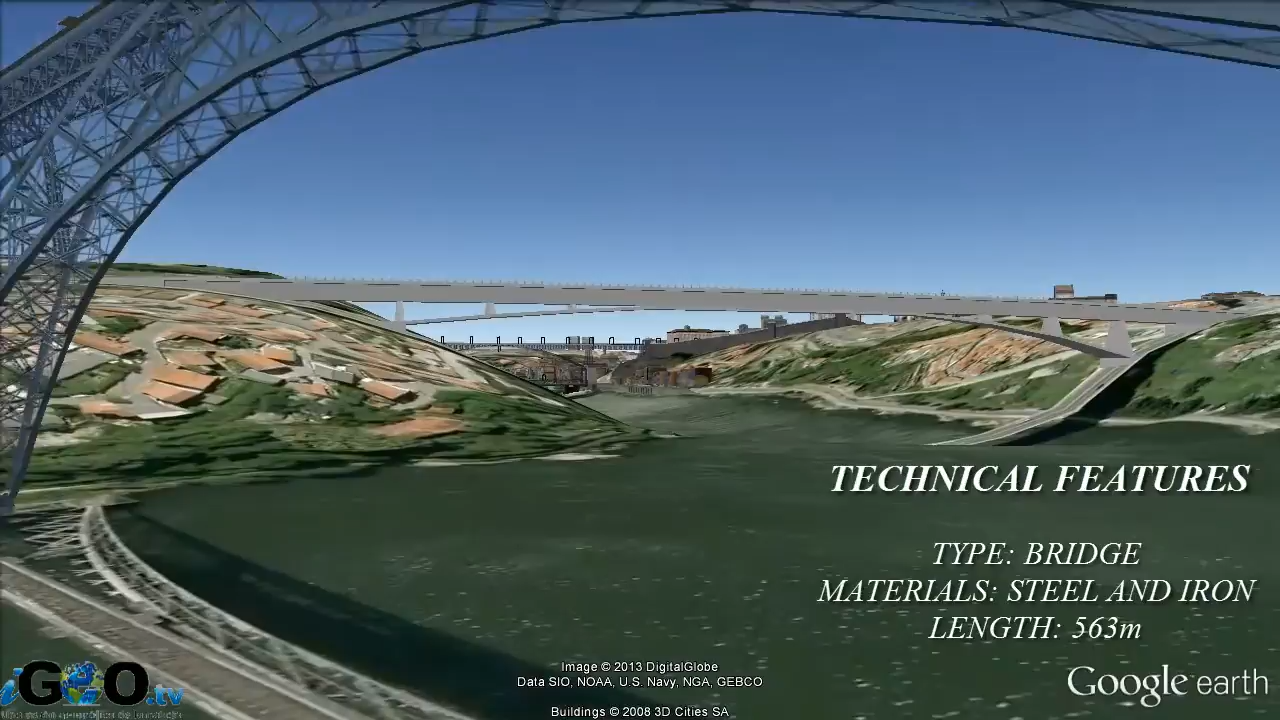 TECHNICAL FEATURES
TYPE: BRIDGE
MATERIALS: STEEL AND IRON
LENGTH: 563m
Image © 2013 DigitalGlobe
Data SIO, NOAA, U.S. Navy, NGA, GEBCO
Buildings © 2008 3D Cities SA
Google earth
iGEO.tv